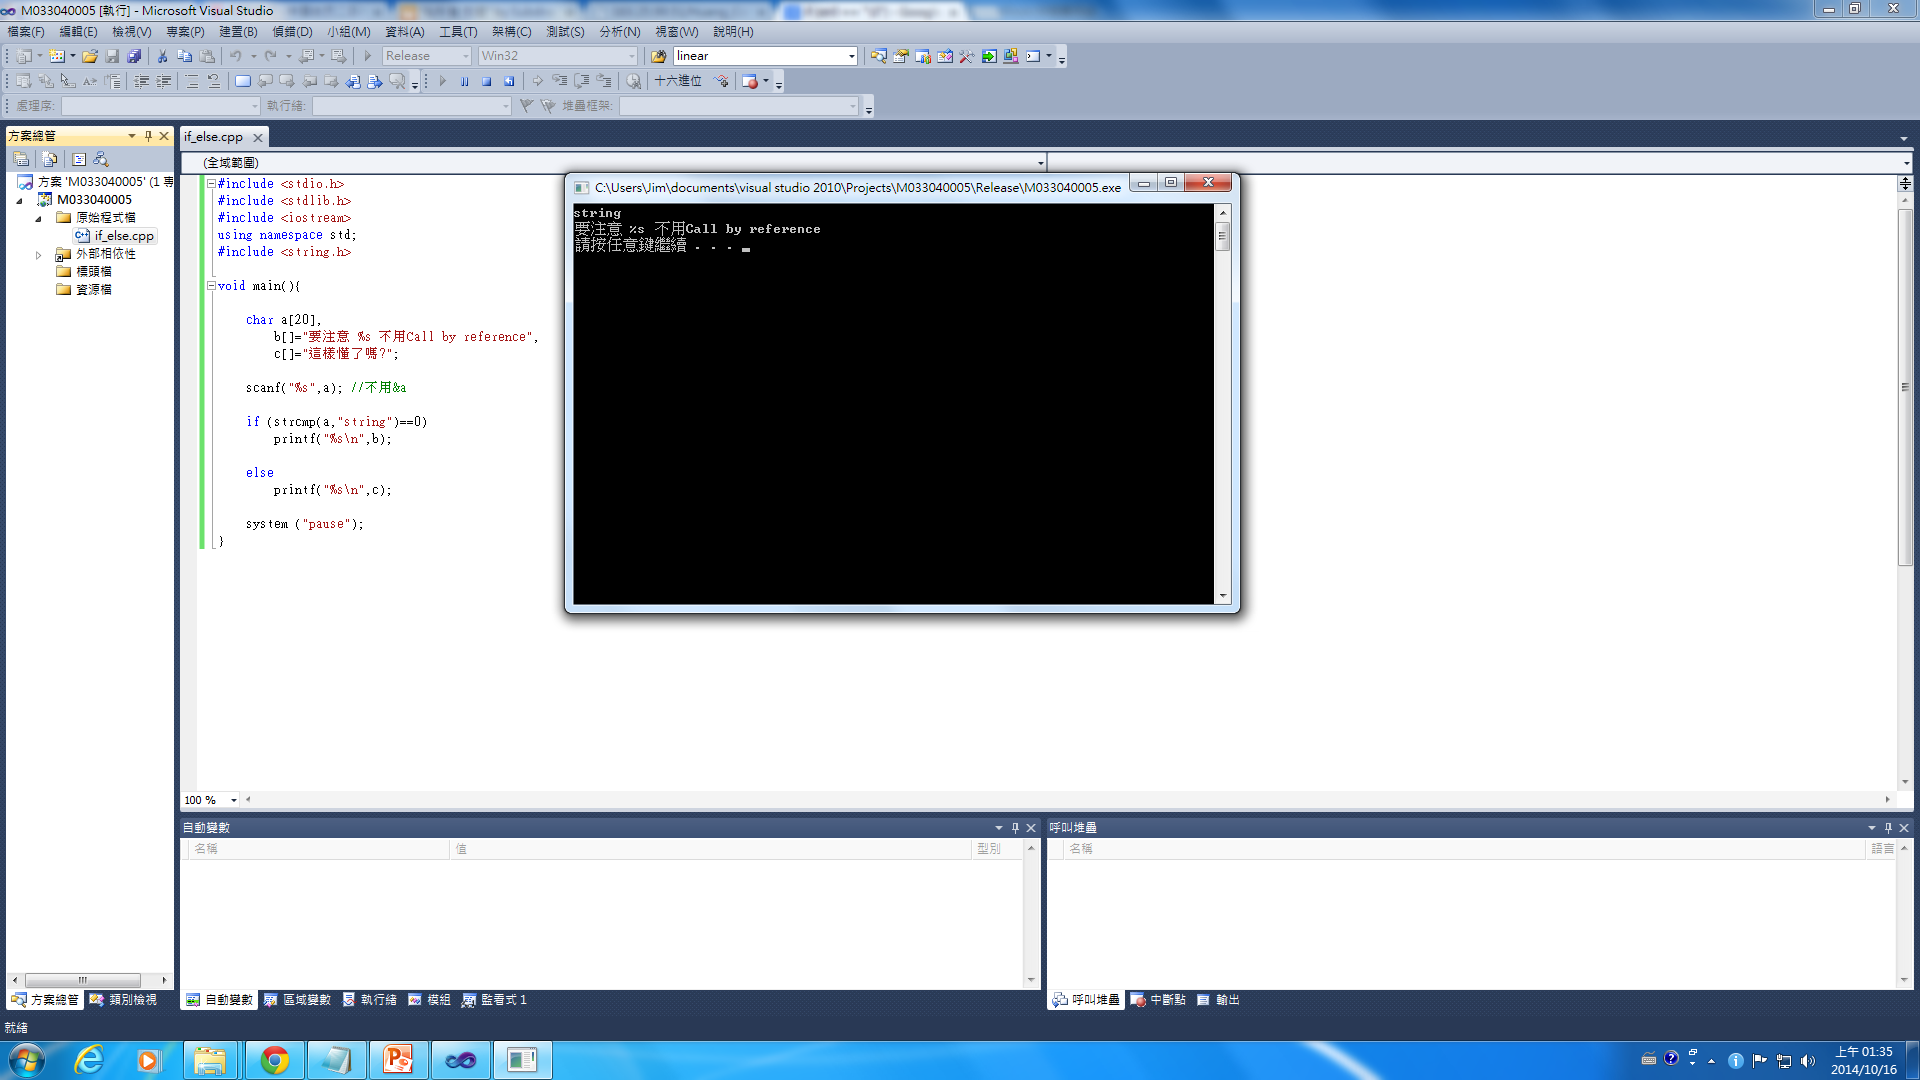 M033040005 [執行] - Microsoft Visual Studio
檔案(F) 編輯(E) 檢視(V) 專案(P) 建置(B) 偵錯(D) 小組(M) 資料(A) 工具(T) 架構(C) 測試(S) 分析(N) 視窗(W) 說明(H)
Release Win32 linear
十六進位
處理序: 執行緒: 堆疊框架:
方案總管
方案 'M033040005' (1 專
M033040005
原始程式檔
if_else.cpp
外部相依性
標頭檔
資源檔
if_else.cpp
(全域範圍)
#include <stdio.h>
#include <stdlib.h>
#include <iostream>
using namespace std;
#include <string.h>
void main(){
char a[20],
b[]="要注意 %s 不用Call by reference",
c[]="這樣懂了嗎?";
scanf("%s",a); //不用&a
if (strcmp(a,"string")==0)
printf("%s\n",b);
else
printf("%s\n",c);
system ("pause");
}
C:\Users\Jim\documents\visual studio 2010\Projects\M033040005\Release\M033040005.exe
string
要注意 %s 不用Call by reference
請按任意鍵繼續 . . .
100 %
自動變數
名稱 值 型別
呼叫堆疊
名稱 語言
方案總管 類別檢視
自動變數 區域變數 執行緒 模組 監看式 1
呼叫堆疊 中斷點 輸出
就緒
上午 01:35
2014/10/16